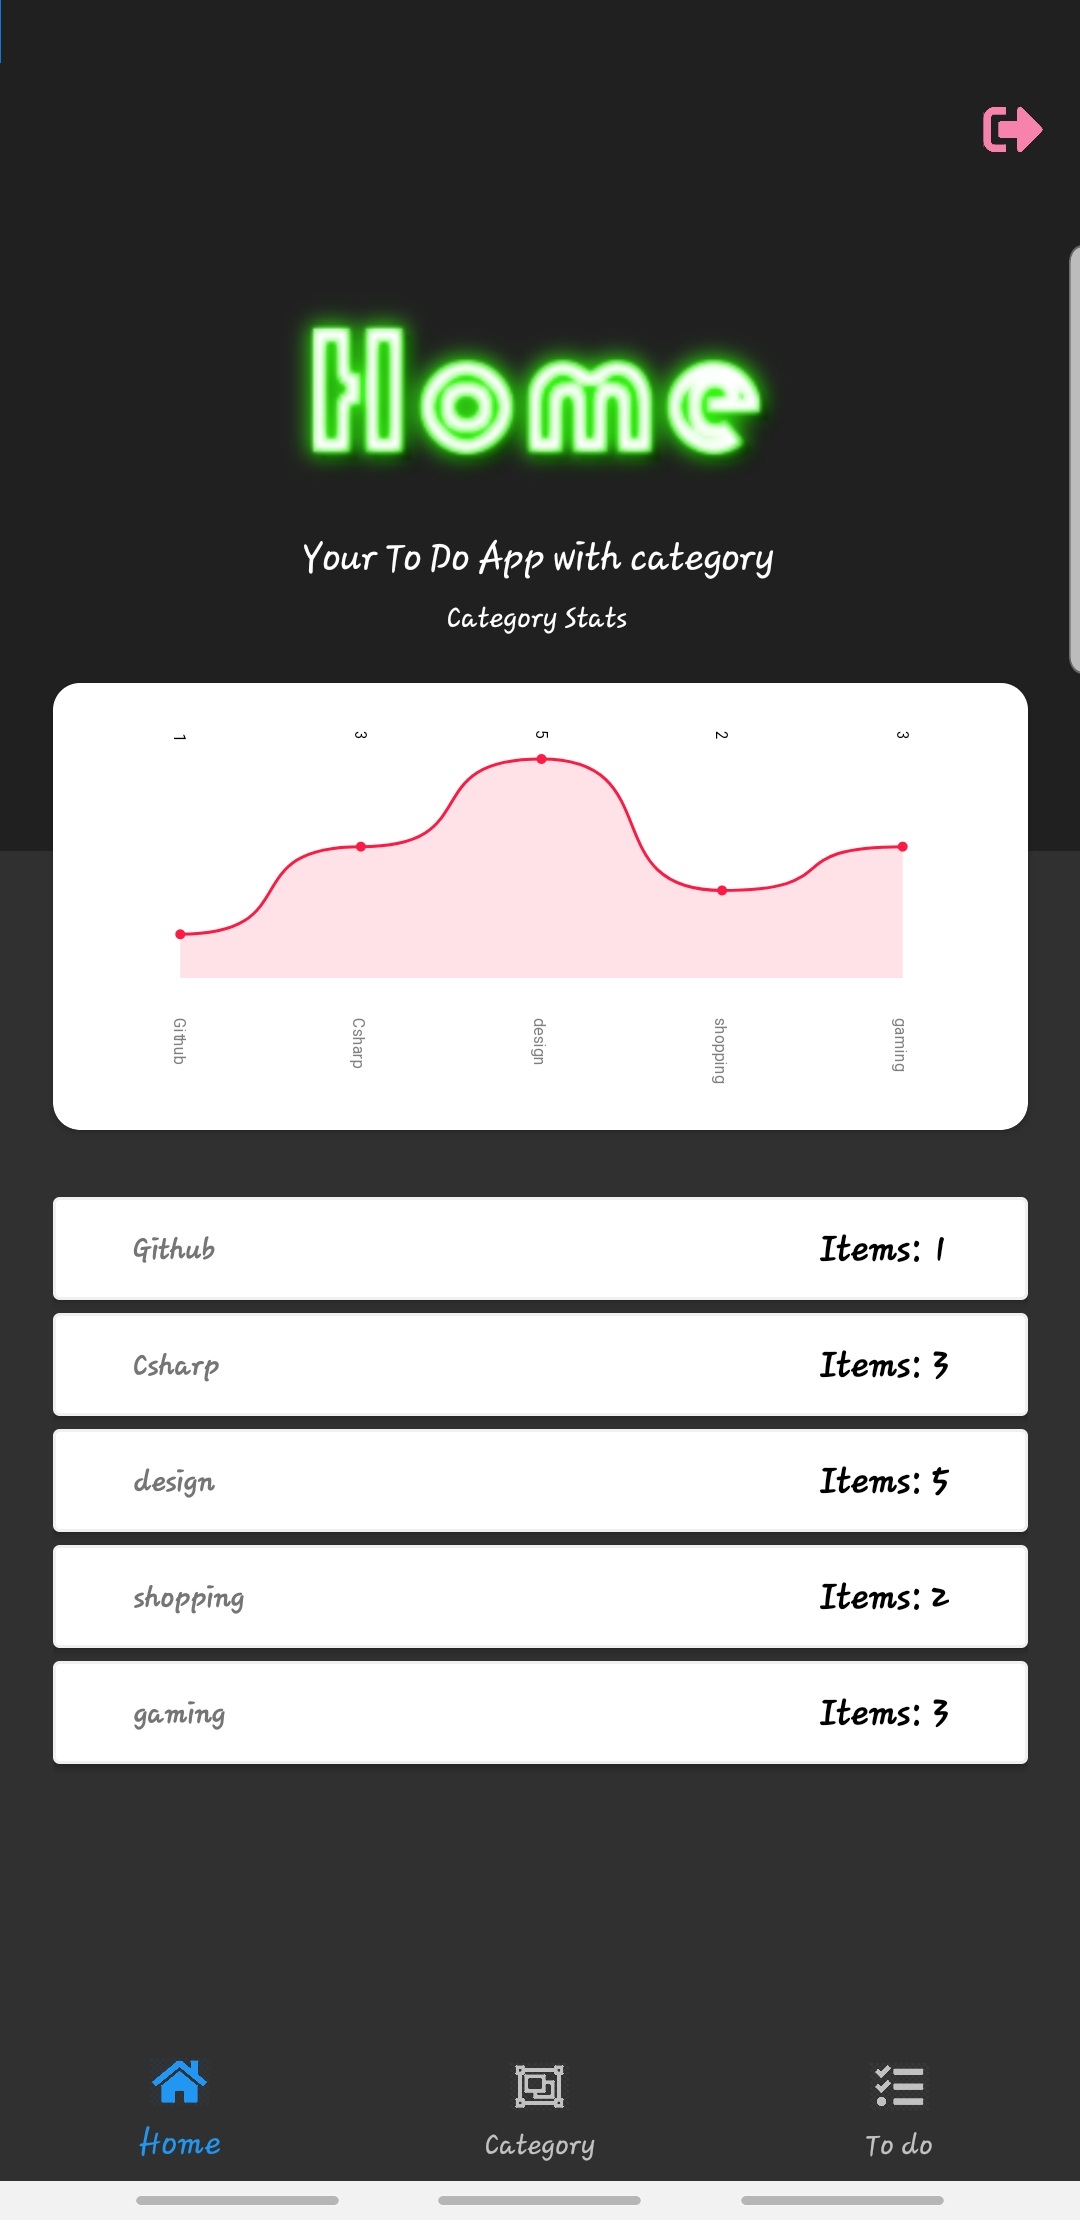 Home
Your To Do App with category
Category Stats
1 3 5 2 3
Github Csharp design shopping gaming
Github Items: 1
Csharp Items: 3
design Items: 5
shopping Items: 2
gaming Items: 3
Home Category To do